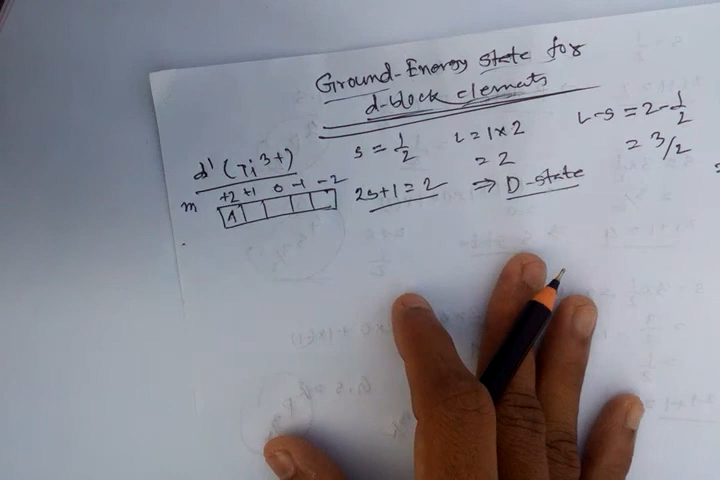 Ground-Energy state for
d-block elements
d¹ (Ti³⁺)
m +2 +1 0 -1 -2
s = 1/2
2s+1 = 2
L = 1×2
= 2
⇒ D-state
L-s = 2-1/2
= 3/2
=